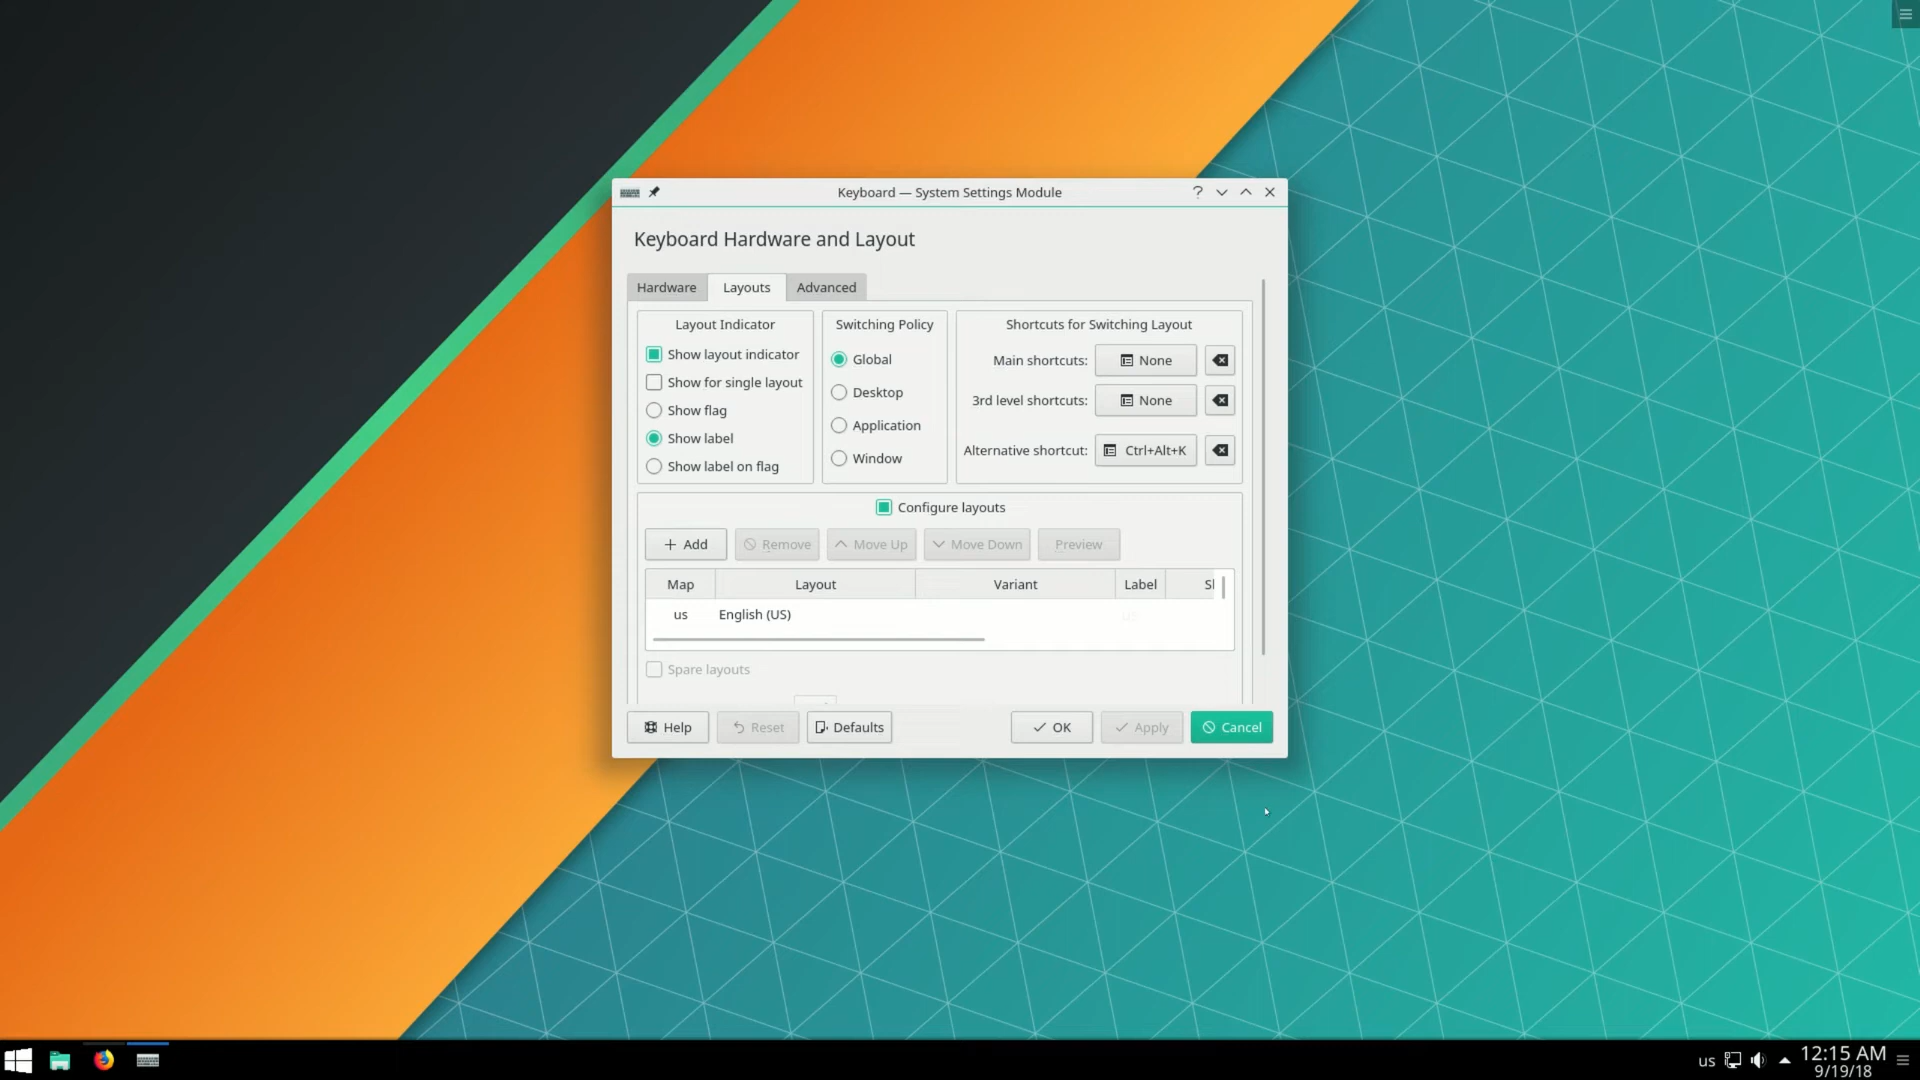 Keyboard — System Settings Module
Keyboard Hardware and Layout
Hardware Layouts Advanced
Layout Indicator
Show layout indicator
Show for single layout
Show flag
Show label
Show label on flag
Switching Policy
Global
Desktop
Application
Window
Shortcuts for Switching Layout
Main shortcuts: None
3rd level shortcuts: None
Alternative shortcut: Ctrl+Alt+K
Configure layouts
Add Remove Move Up Move Down Preview
Map Layout Variant Label
us English (US) us
Spare layouts
Help Reset Defaults OK Apply Cancel
us 12:15 AM
9/19/18